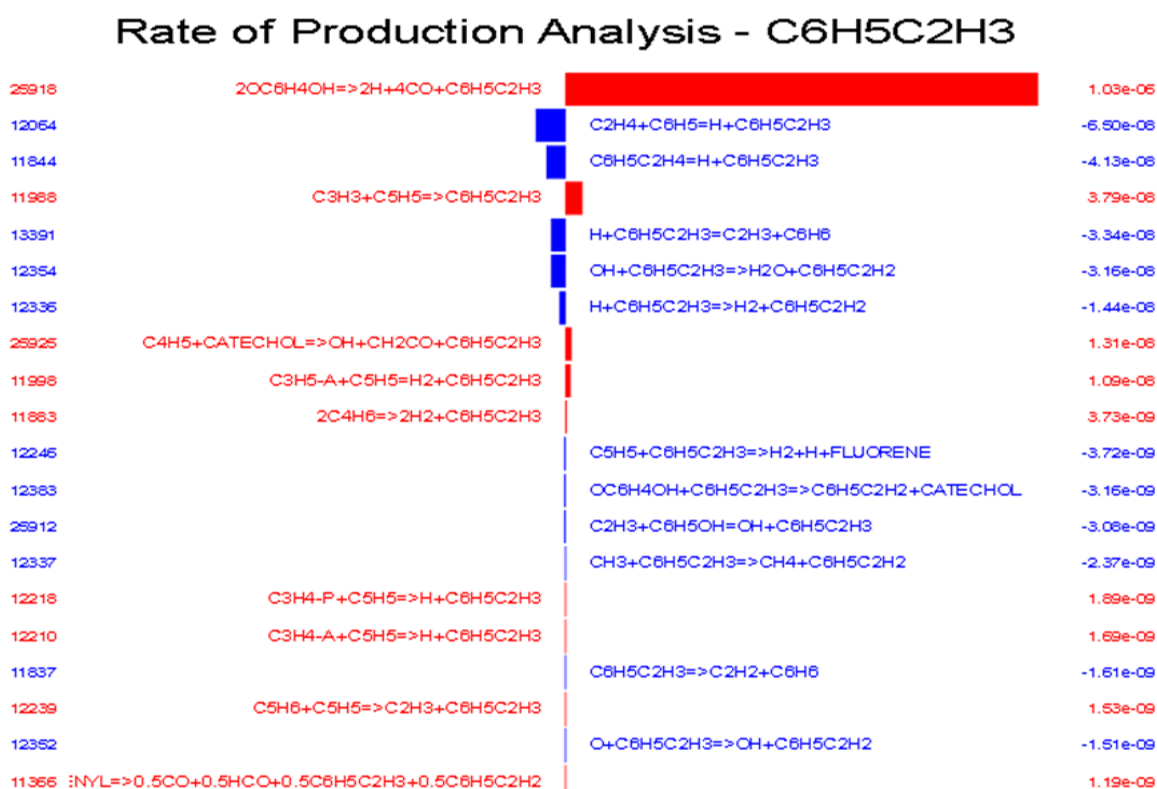 Rate of Production Analysis - C6H5C2H3
25918 2OC6H4OH=>2H+4CO+C6H5C2H3 1.03e-06
12064 C2H4+C6H5=H+C6H5C2H3 -6.50e-08
11844 C6H5C2H4=H+C6H5C2H3 -4.13e-08
11988 C3H3+C5H5=>C6H5C2H3 3.79e-08
13391 H+C6H5C2H3=C2H3+C6H6 -3.34e-08
12354 OH+C6H5C2H3=>H2O+C6H5C2H2 -3.16e-08
12336 H+C6H5C2H3=>H2+C6H5C2H2 -1.44e-08
25925 C4H5+CATECHOL=>OH+CH2CO+C6H5C2H3 1.31e-08
11998 C3H5-A+C5H5=H2+C6H5C2H3 1.09e-08
11883 2C4H6=>2H2+C6H5C2H3 3.73e-09
12246 C5H5+C6H5C2H3=>H2+H+FLUORENE -3.72e-09
12383 OC6H4OH+C6H5C2H3=>C6H5C2H2+CATECHOL -3.16e-09
25912 C2H3+C6H5OH=OH+C6H5C2H3 -3.08e-09
12337 CH3+C6H5C2H3=>CH4+C6H5C2H2 -2.37e-09
12218 C3H4-P+C5H5=>H+C6H5C2H3 1.89e-09
12210 C3H4-A+C5H5=>H+C6H5C2H3 1.69e-09
11837 C6H5C2H3=>C2H2+C6H6 -1.61e-09
12239 C5H6+C5H5=>C2H3+C6H5C2H3 1.53e-09
12352 O+C6H5C2H3=>OH+C6H5C2H2 -1.51e-09
11366 ENYL=>0.5CO+0.5HCO+0.5C6H5C2H3+0.5C6H5C2H2 1.19e-09